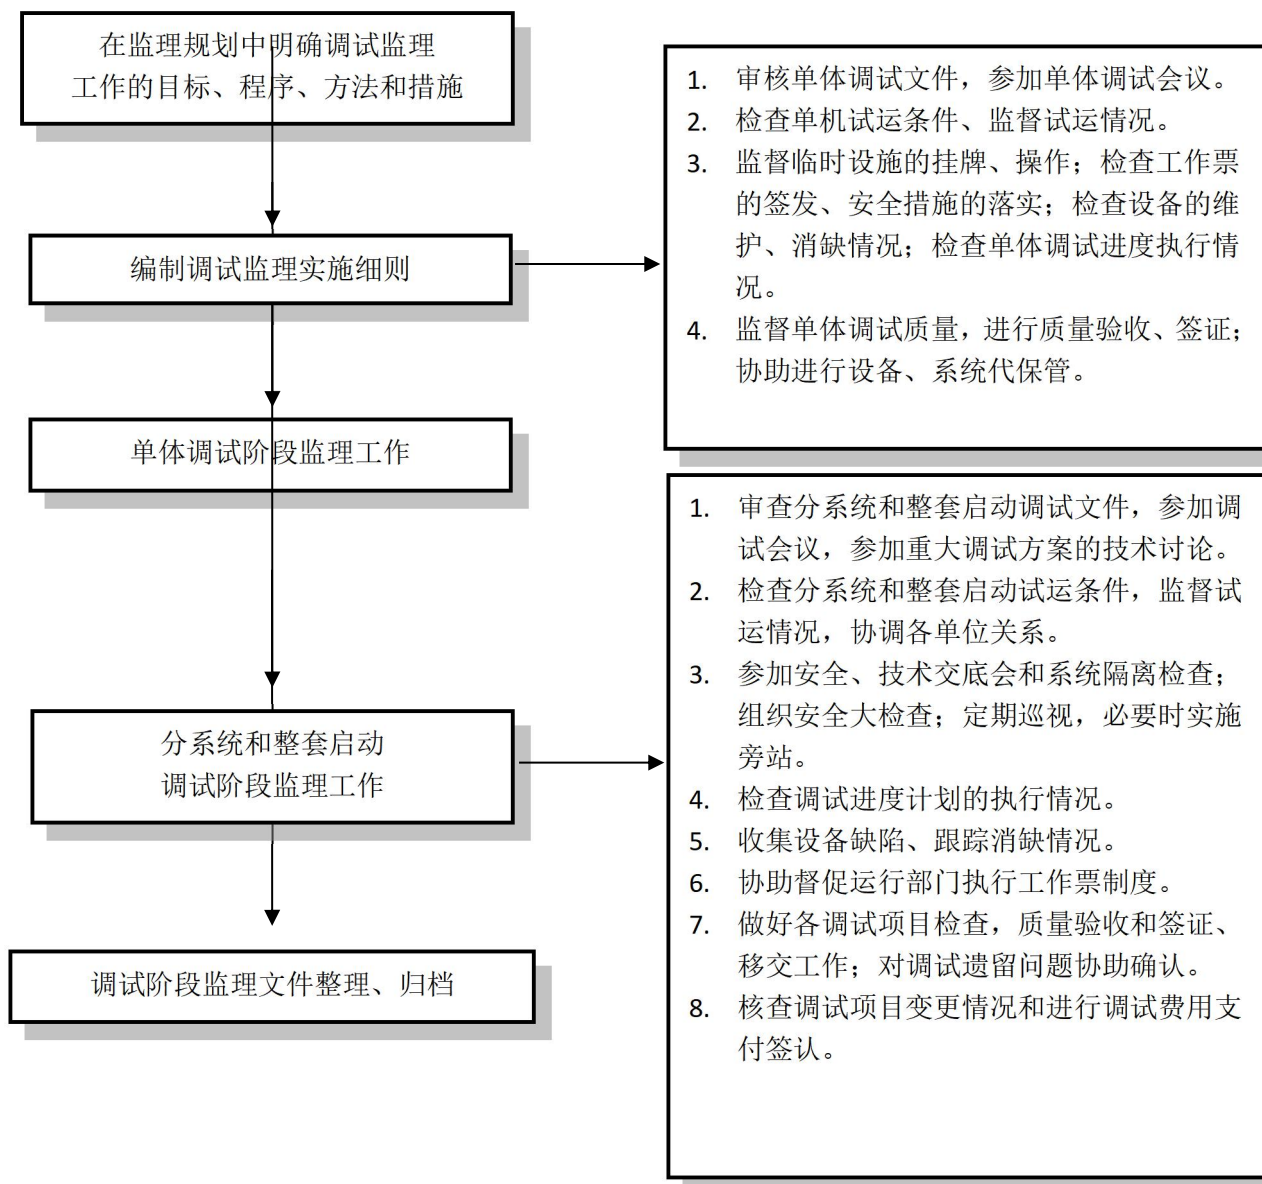 在监理规划中明确调试监理
工作的目标、程序、方法和措施
编制调试监理实施细则
单体调试阶段监理工作
分系统和整套启动
调试阶段监理工作
调试阶段监理文件整理、归档
1. 审核单体调试文件，参加单体调试会议。
2. 检查单机试运条件、监督试运情况。
3. 监督临时设施的挂牌、操作；检查工作票
的签发、安全措施的落实；检查设备的维
护、消缺情况；检查单体调试进度执行情
况。
4. 监督单体调试质量，进行质量验收、签证；
协助进行设备、系统代保管。
1. 审查分系统和整套启动调试文件，参加调
试会议，参加重大调试方案的技术讨论。
2. 检查分系统和整套启动试运条件，监督试
运情况，协调各单位关系。
3. 参加安全、技术交底会和系统隔离检查；
组织安全大检查；定期巡视，必要时实施
旁站。
4. 检查调试进度计划的执行情况。
5. 收集设备缺陷、跟踪消缺情况。
6. 协助督促运行部门执行工作票制度。
7. 做好各调试项目检查，质量验收和签证、
移交工作；对调试遗留问题协助确认。
8. 核查调试项目变更情况和进行调试费用支
付签认。